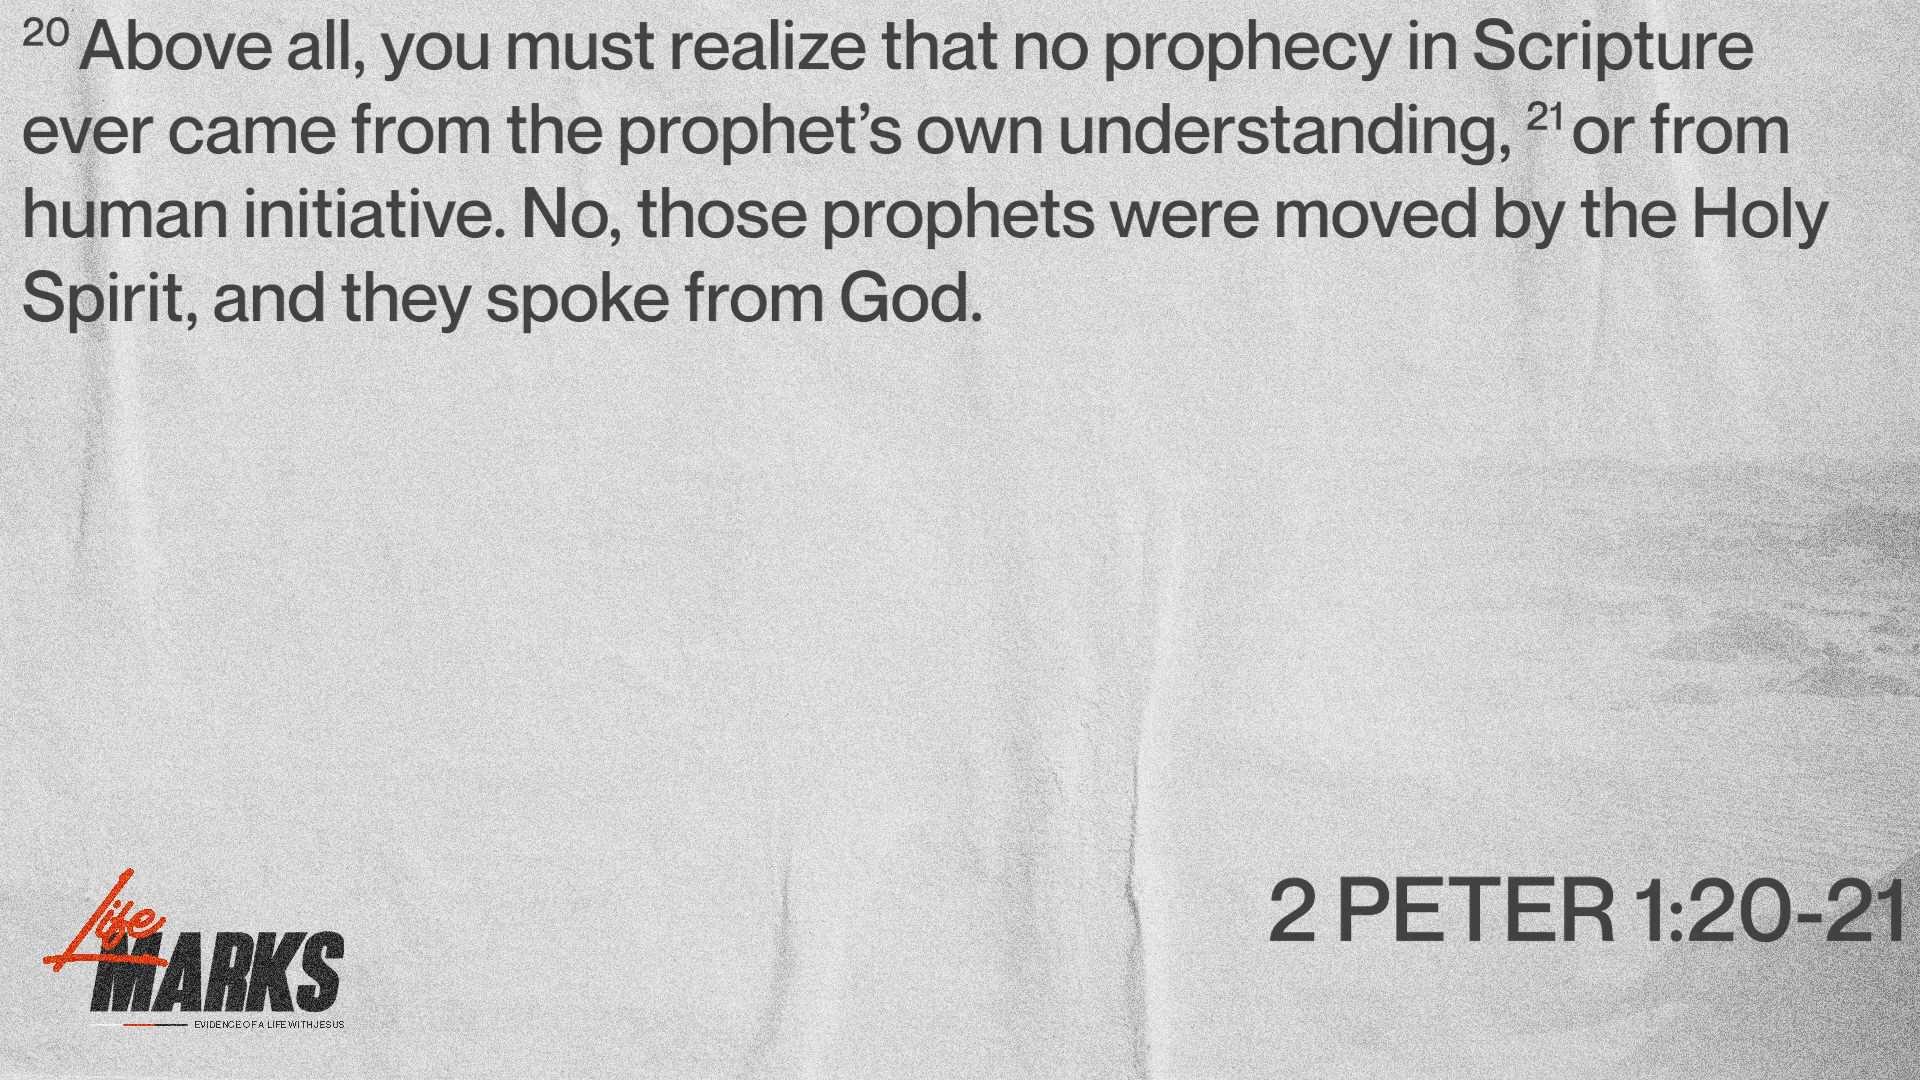 20 Above all, you must realize that no prophecy in Scripture
ever came from the prophet’s own understanding, 21 or from
human initiative. No, those prophets were moved by the Holy
Spirit, and they spoke from God.
2 PETER 1:20-21
Life
MARKS
EVIDENCE OF A LIFE WITH JESUS